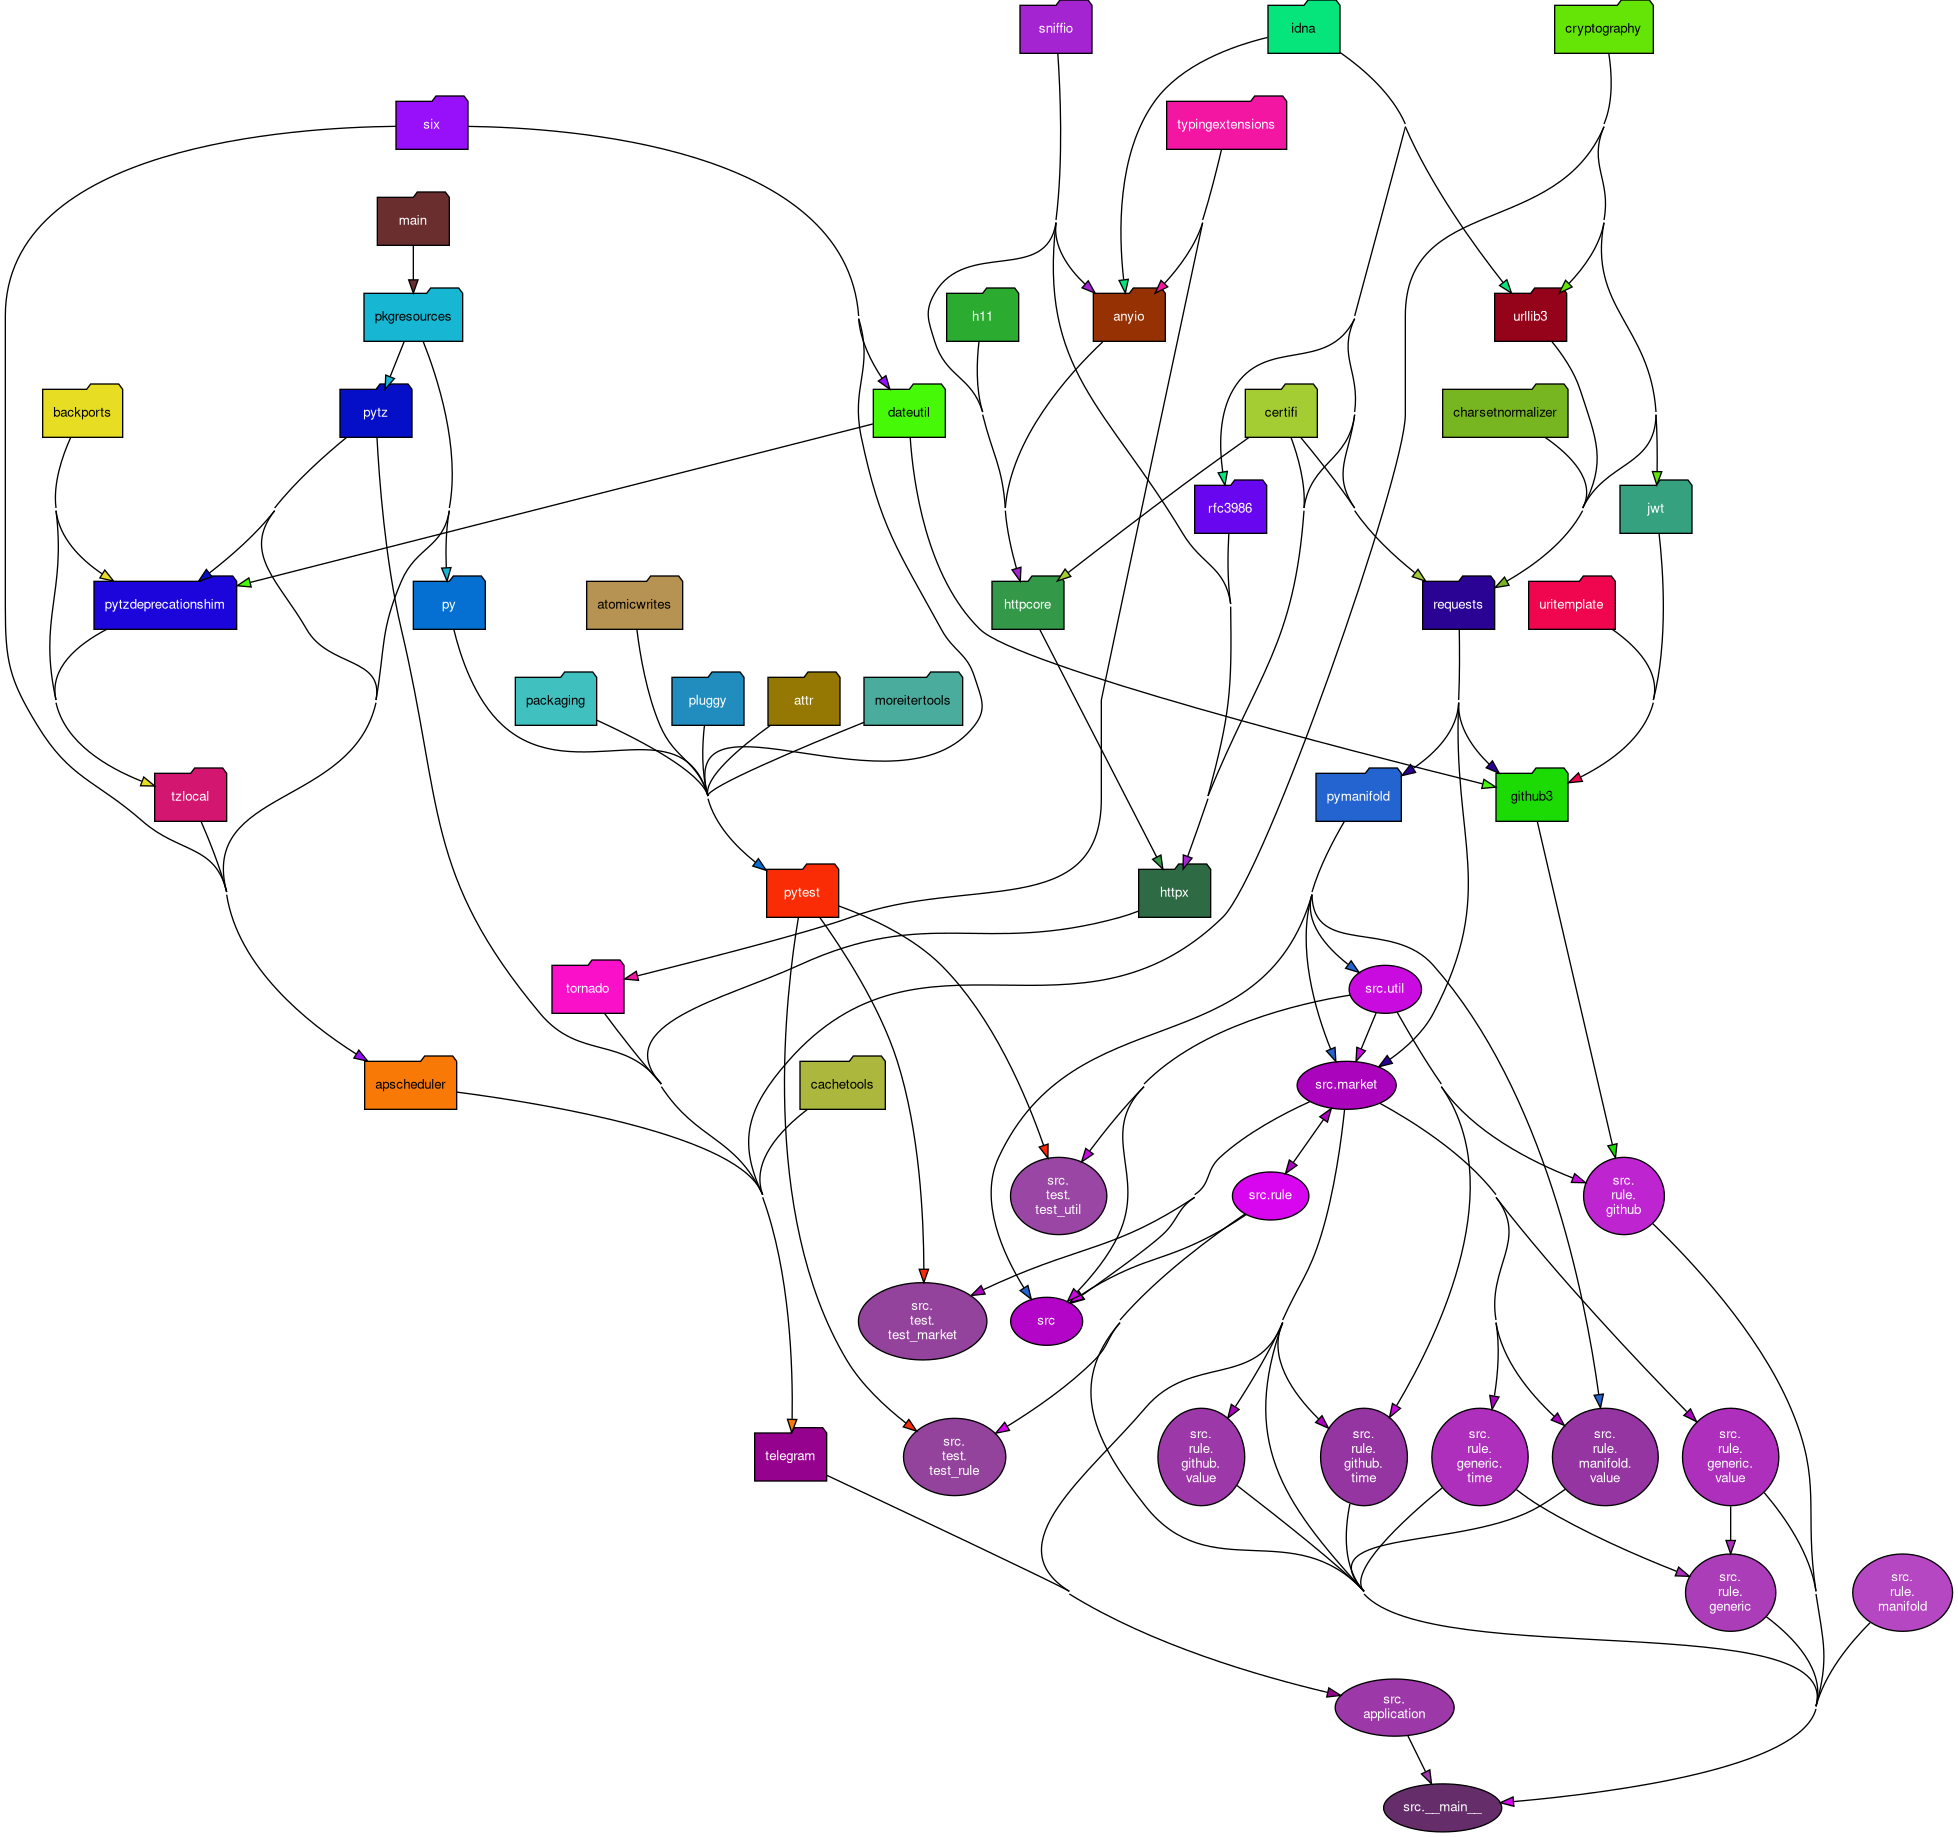 sniffio
idna
cryptography
six
typingextensions
main
pkgresources
h11
anyio
urllib3
backports
pytz
dateutil
certifi
charsetnormalizer
rfc3986
jwt
pytzdeprecationshim
py
atomicwrites
httpcore
requests
uritemplate
packaging
pluggy
attr
moreitertools
tzlocal
pymanifold
github3
pytest
httpx
tornado
src.util
apscheduler
cachetools
src.market
src.
test.
test_util
src.rule
src.
rule.
github
src.
test.
test_market
src
telegram
src.
test.
test_rule
src.
rule.
github.
value
src.
rule.
github.
time
src.
rule.
generic.
time
src.
rule.
manifold.
value
src.
rule.
generic.
value
src.
rule.
generic
src.
rule.
manifold
src.
application
src.__main__